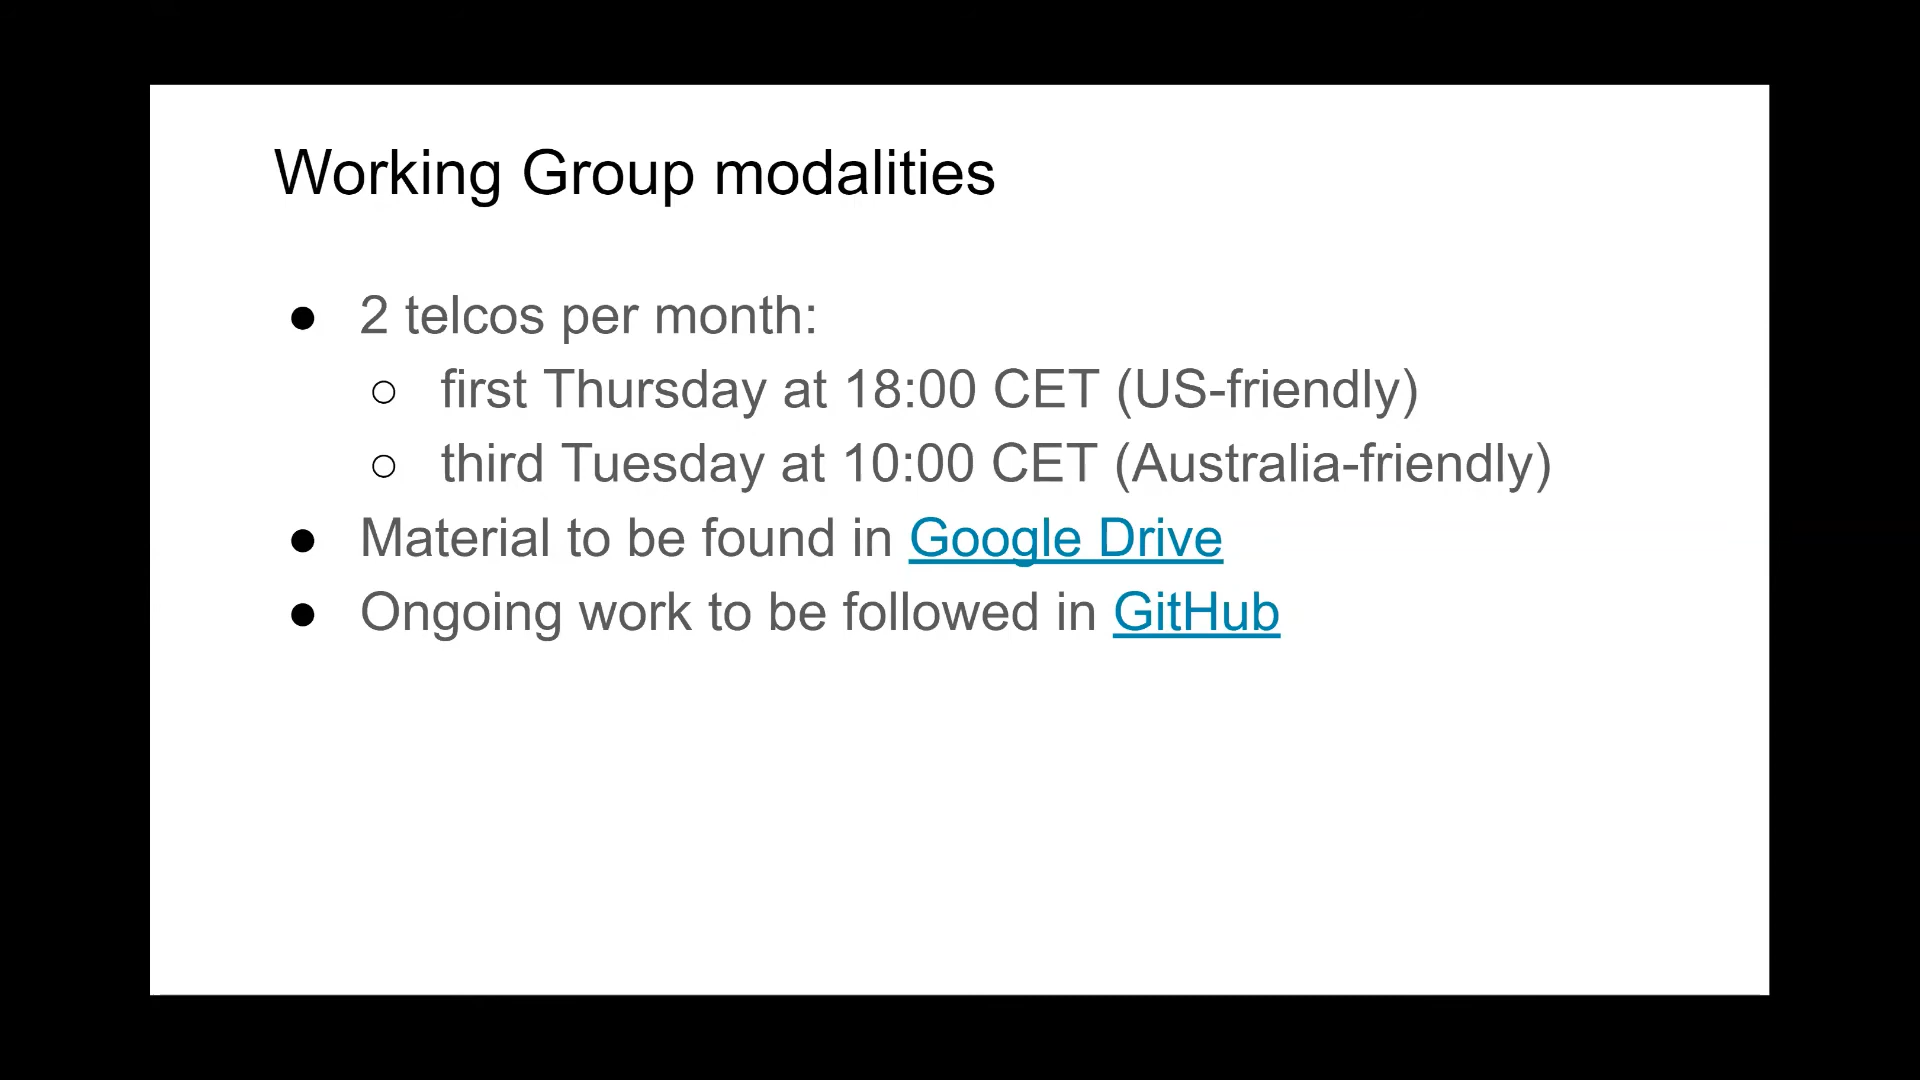 Working Group modalities
● 2 telcos per month:
○ first Thursday at 18:00 CET (US-friendly)
○ third Tuesday at 10:00 CET (Australia-friendly)
● Material to be found in Google Drive
● Ongoing work to be followed in GitHub